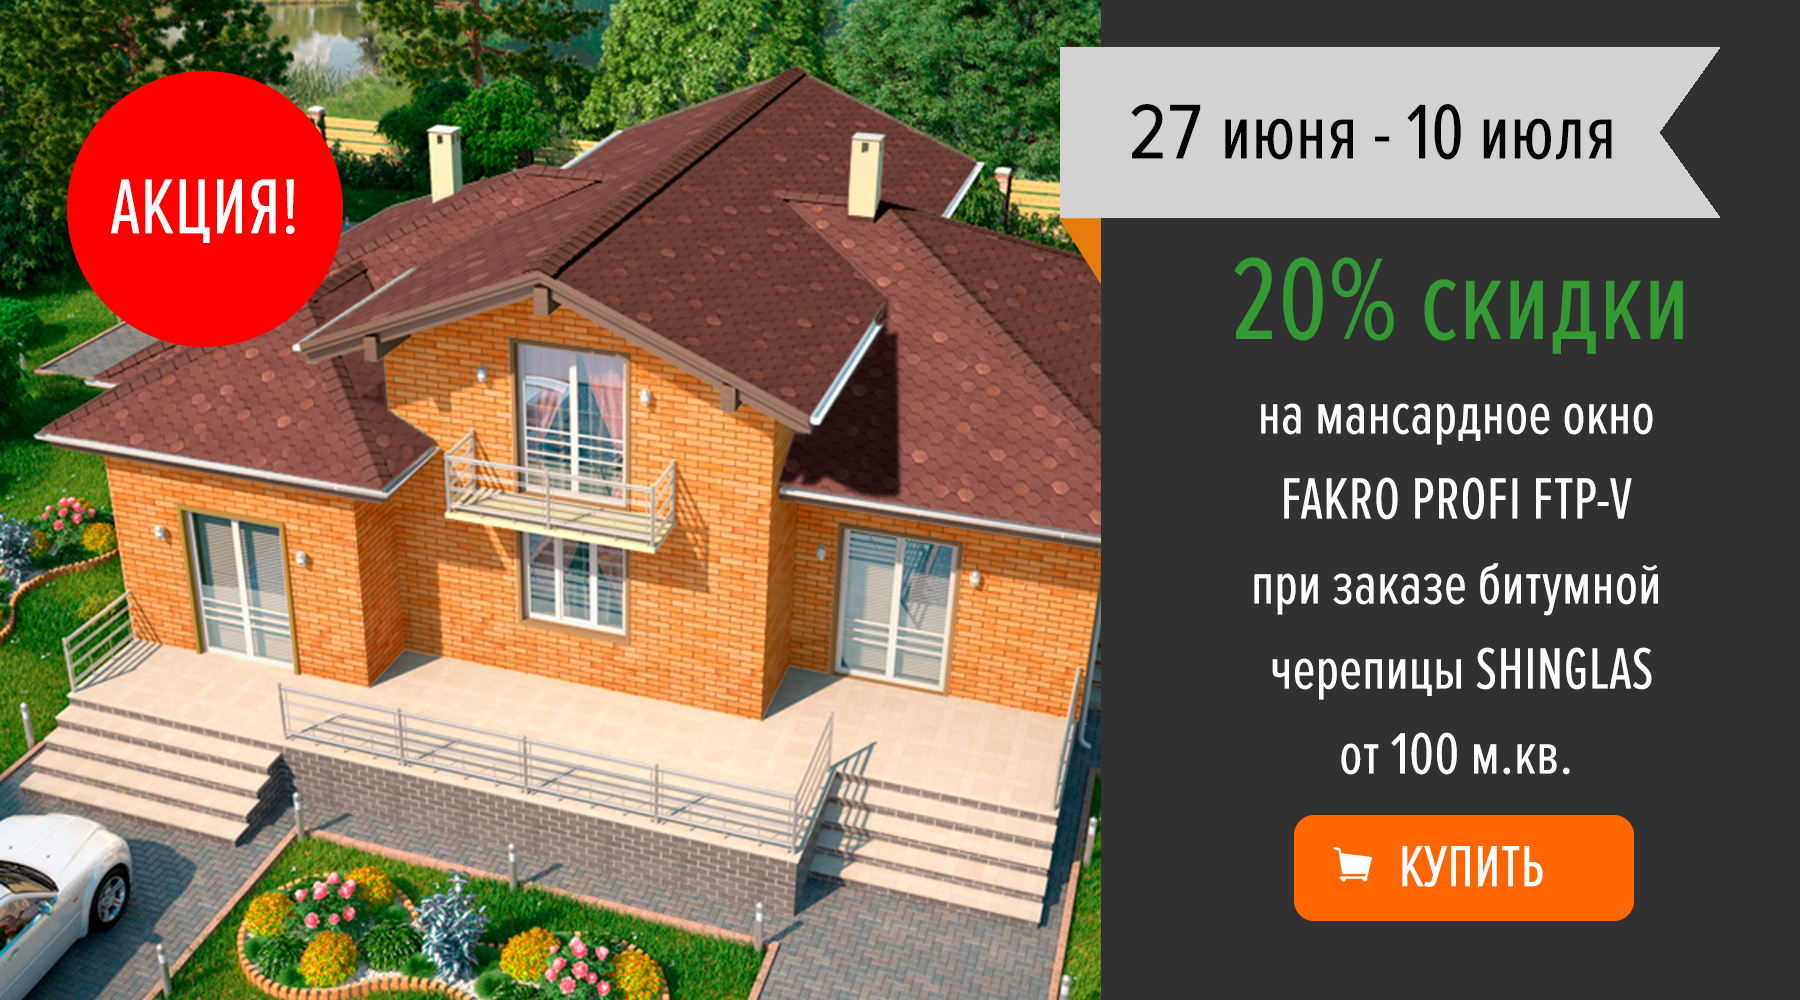 АКЦИЯ!
27 июня - 10 июля
20% скидки
на мансардное окно
FAKRO PROFI FTP-V
при заказе битумной
черепицы SHINGLAS
от 100 м.кв.
КУПИТЬ